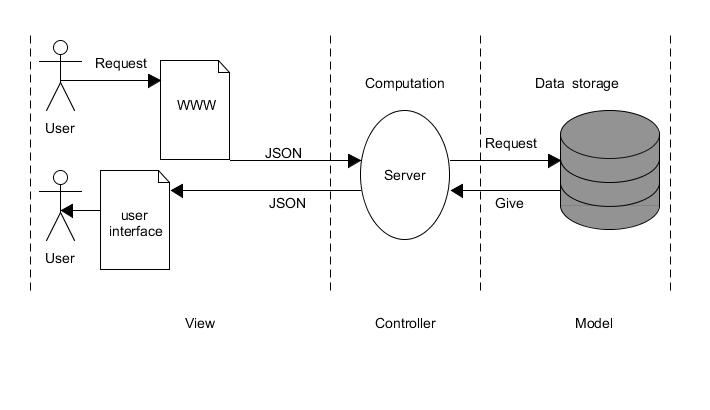 Request
User
WWW
Computation
Data storage
JSON
Server
Request
JSON
Give
user
interface
User
View
Controller
Model